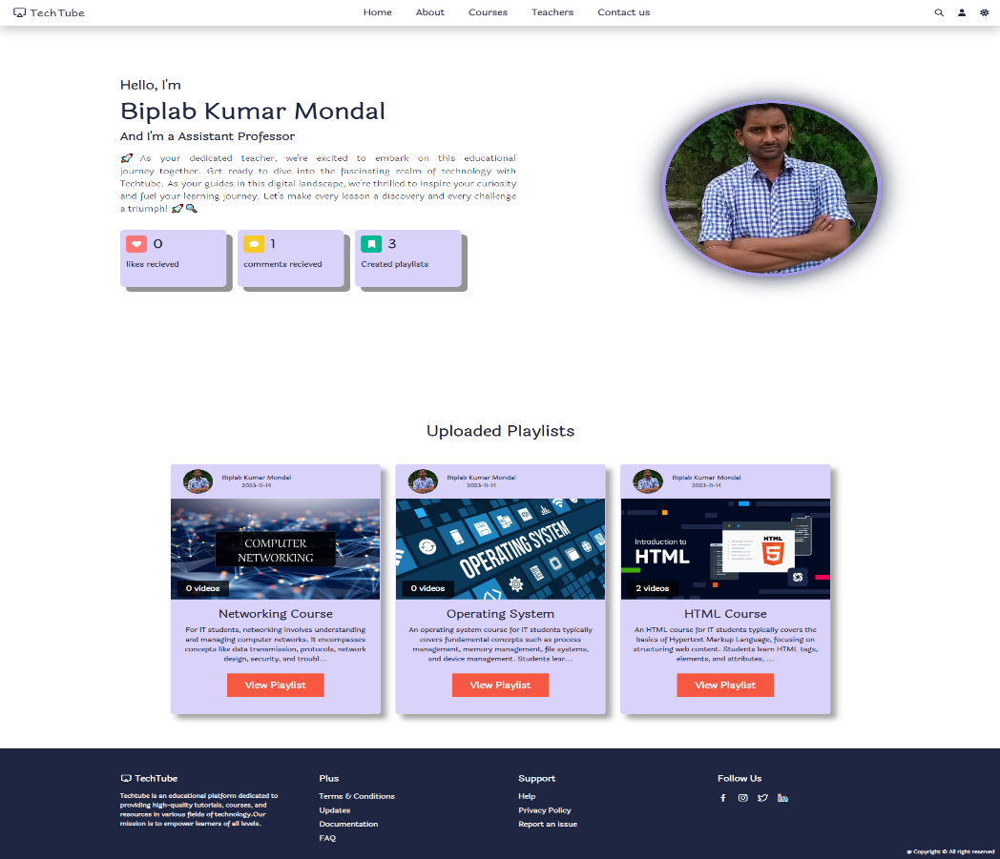 TechTube
Home About Courses Teachers Contact us
Hello, I'm
Biplab Kumar Mondal
And I'm a Assistant Professor
🚀 As your dedicated teacher, we're excited to embark on this educational
journey together. Get ready to dive into the fascinating realm of technology with
Techtube. As your guides in this digital landscape, we're thrilled to inspire your curiosity
and fuel your learning journey. Let's make every lesson a discovery and every challenge
a triumph! 🚀🔍
0
likes recieved
1
comments recieved
3
Created playlists
Uploaded Playlists
Biplab Kumar Mondal
2023-11-14
COMPUTER
NETWORKING
0 videos
Networking Course
For IT students, networking involves understanding
and managing computer networks. It encompasses
concepts like data transmission, protocols, network
design, security, and troubl...
View Playlist
Biplab Kumar Mondal
2023-11-14
OPERATING SYSTEM
0 videos
Operating System
An operating system course for IT students typically
covers fundamental concepts such as process
management, memory management, file systems,
and device management. Students lear...
View Playlist
Biplab Kumar Mondal
2023-11-14
Introduction to
HTML
HTML
5
2 videos
HTML Course
An HTML course for IT students typically covers the
basics of Hypertext Markup Language, focusing on
structuring web content. Students learn HTML tags,
elements, and attributes, ...
View Playlist
TechTube
Techtube is an educational platform dedicated to
providing high-quality tutorials, courses, and
resources in various fields of technology.Our
mission is to empower learners of all levels.
Plus
Terms & Conditions
Updates
Documentation
FAQ
Support
Help
Privacy Policy
Report an issue
Follow Us
@ Copyright © All right reserved